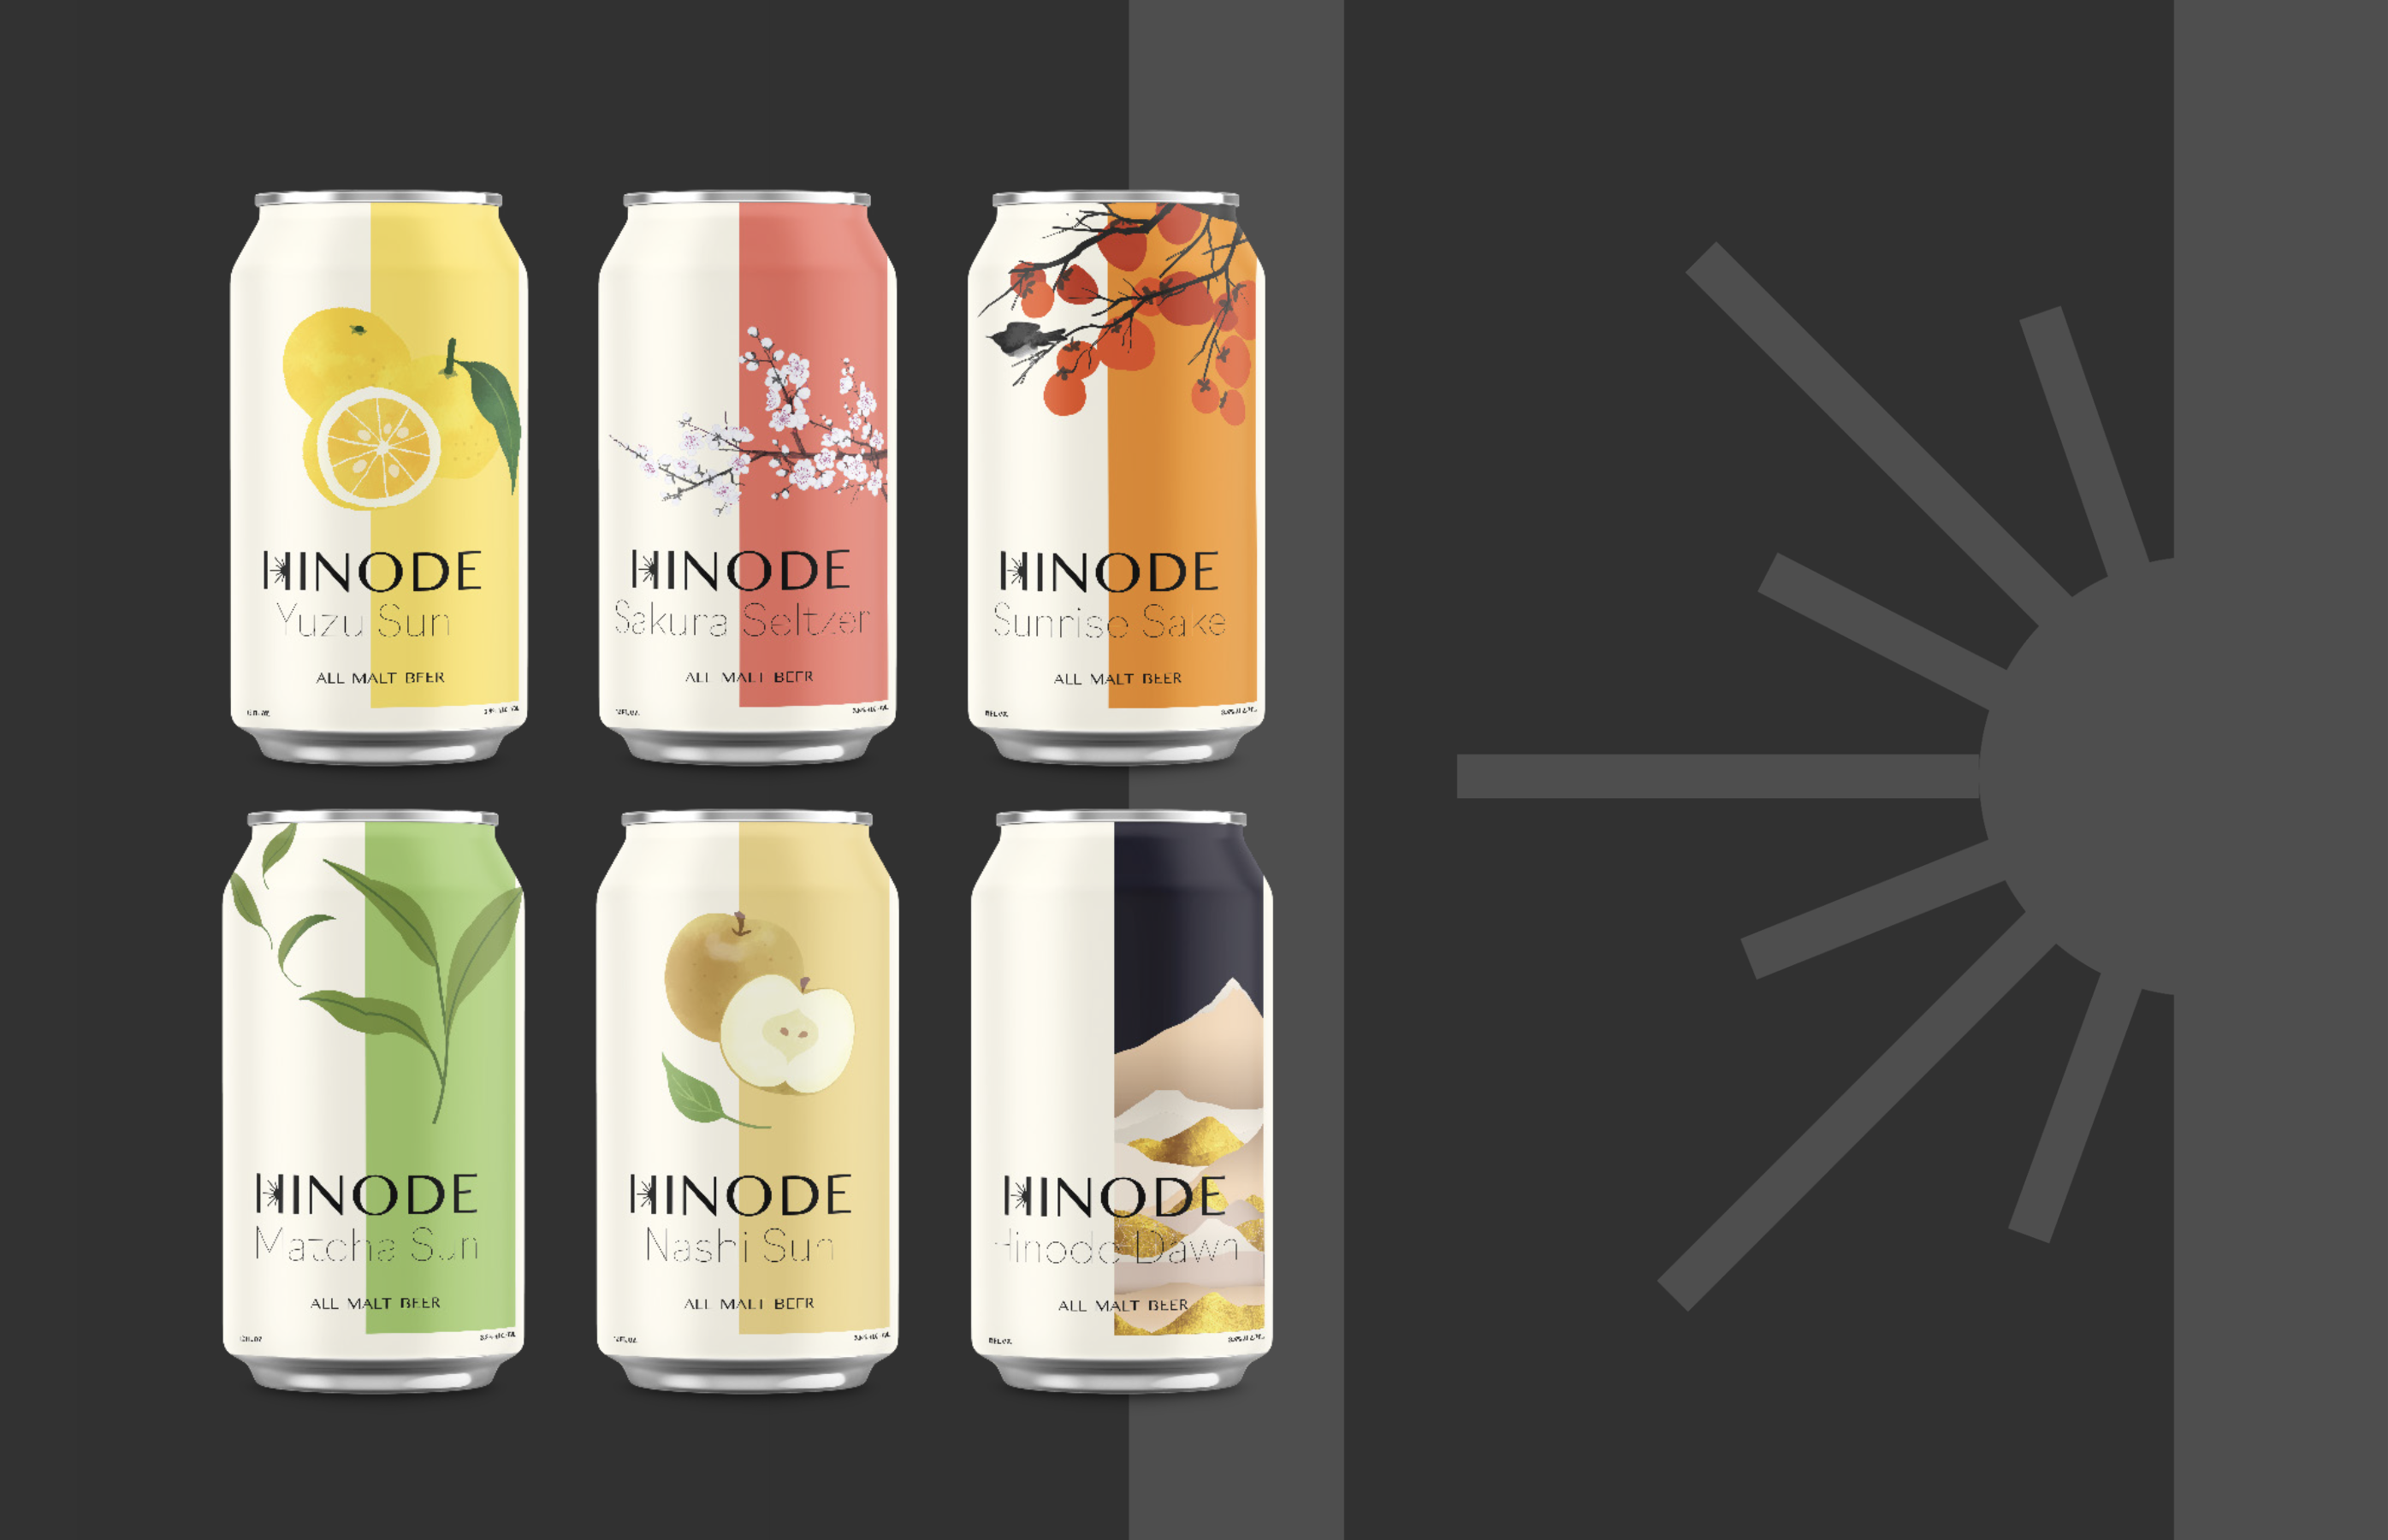 HINODE
Yuzu Sun
ALL MALT BEER
HINODE
Sakura Seltzer
ALL MALT BEER
HINODE
Sunrise Sake
ALL MALT BEER
HINODE
Matcha Sun
ALL MALT BEER
HINODE
Nashi Sun
ALL MALT BEER
HINODE
Hinode Dawn
ALL MALT BEER